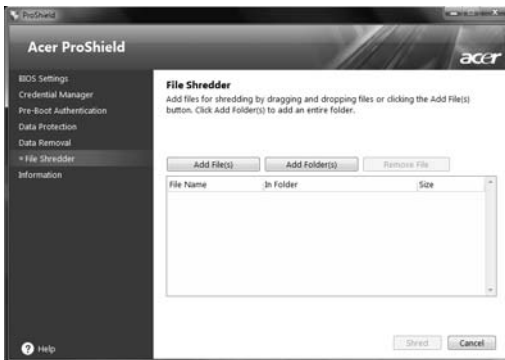 ProShield
Acer ProShield
acer
BIOS Settings
Credential Manager
Pre-Boot Authentication
Data Protection
Data Removal
File Shredder
Information
Help
File Shredder
Add files for shredding by dragging and dropping files or clicking the Add File(s)
button. Click Add Folder(s) to add an entire folder.
Add File(s)
Add Folder(s)
Remove File
File Name
In Folder
Size
Shred
Cancel